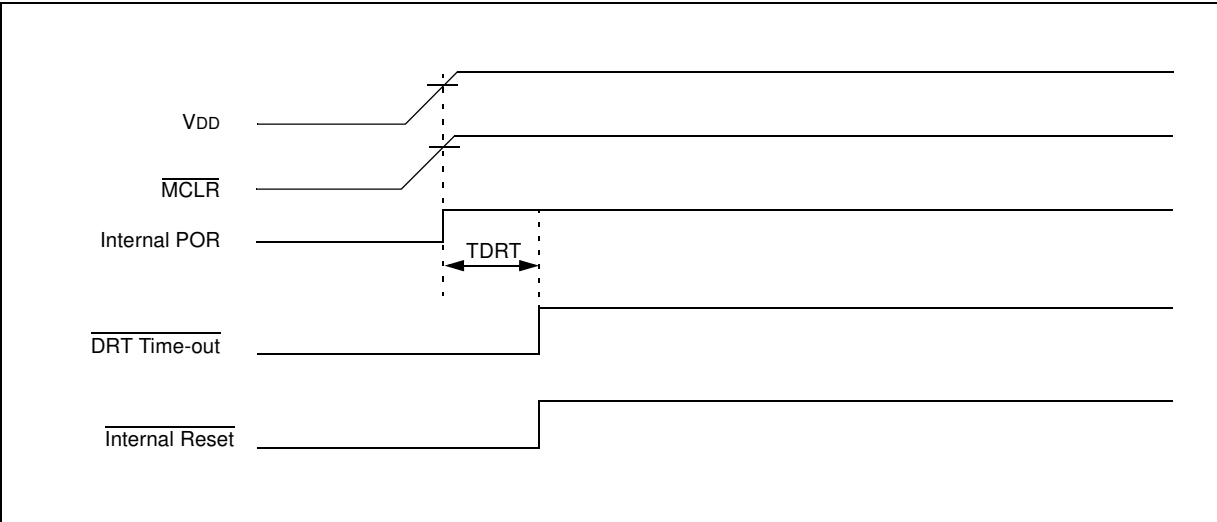 VDD
MCLR
Internal POR
TDRT
DRT Time-out
Internal Reset